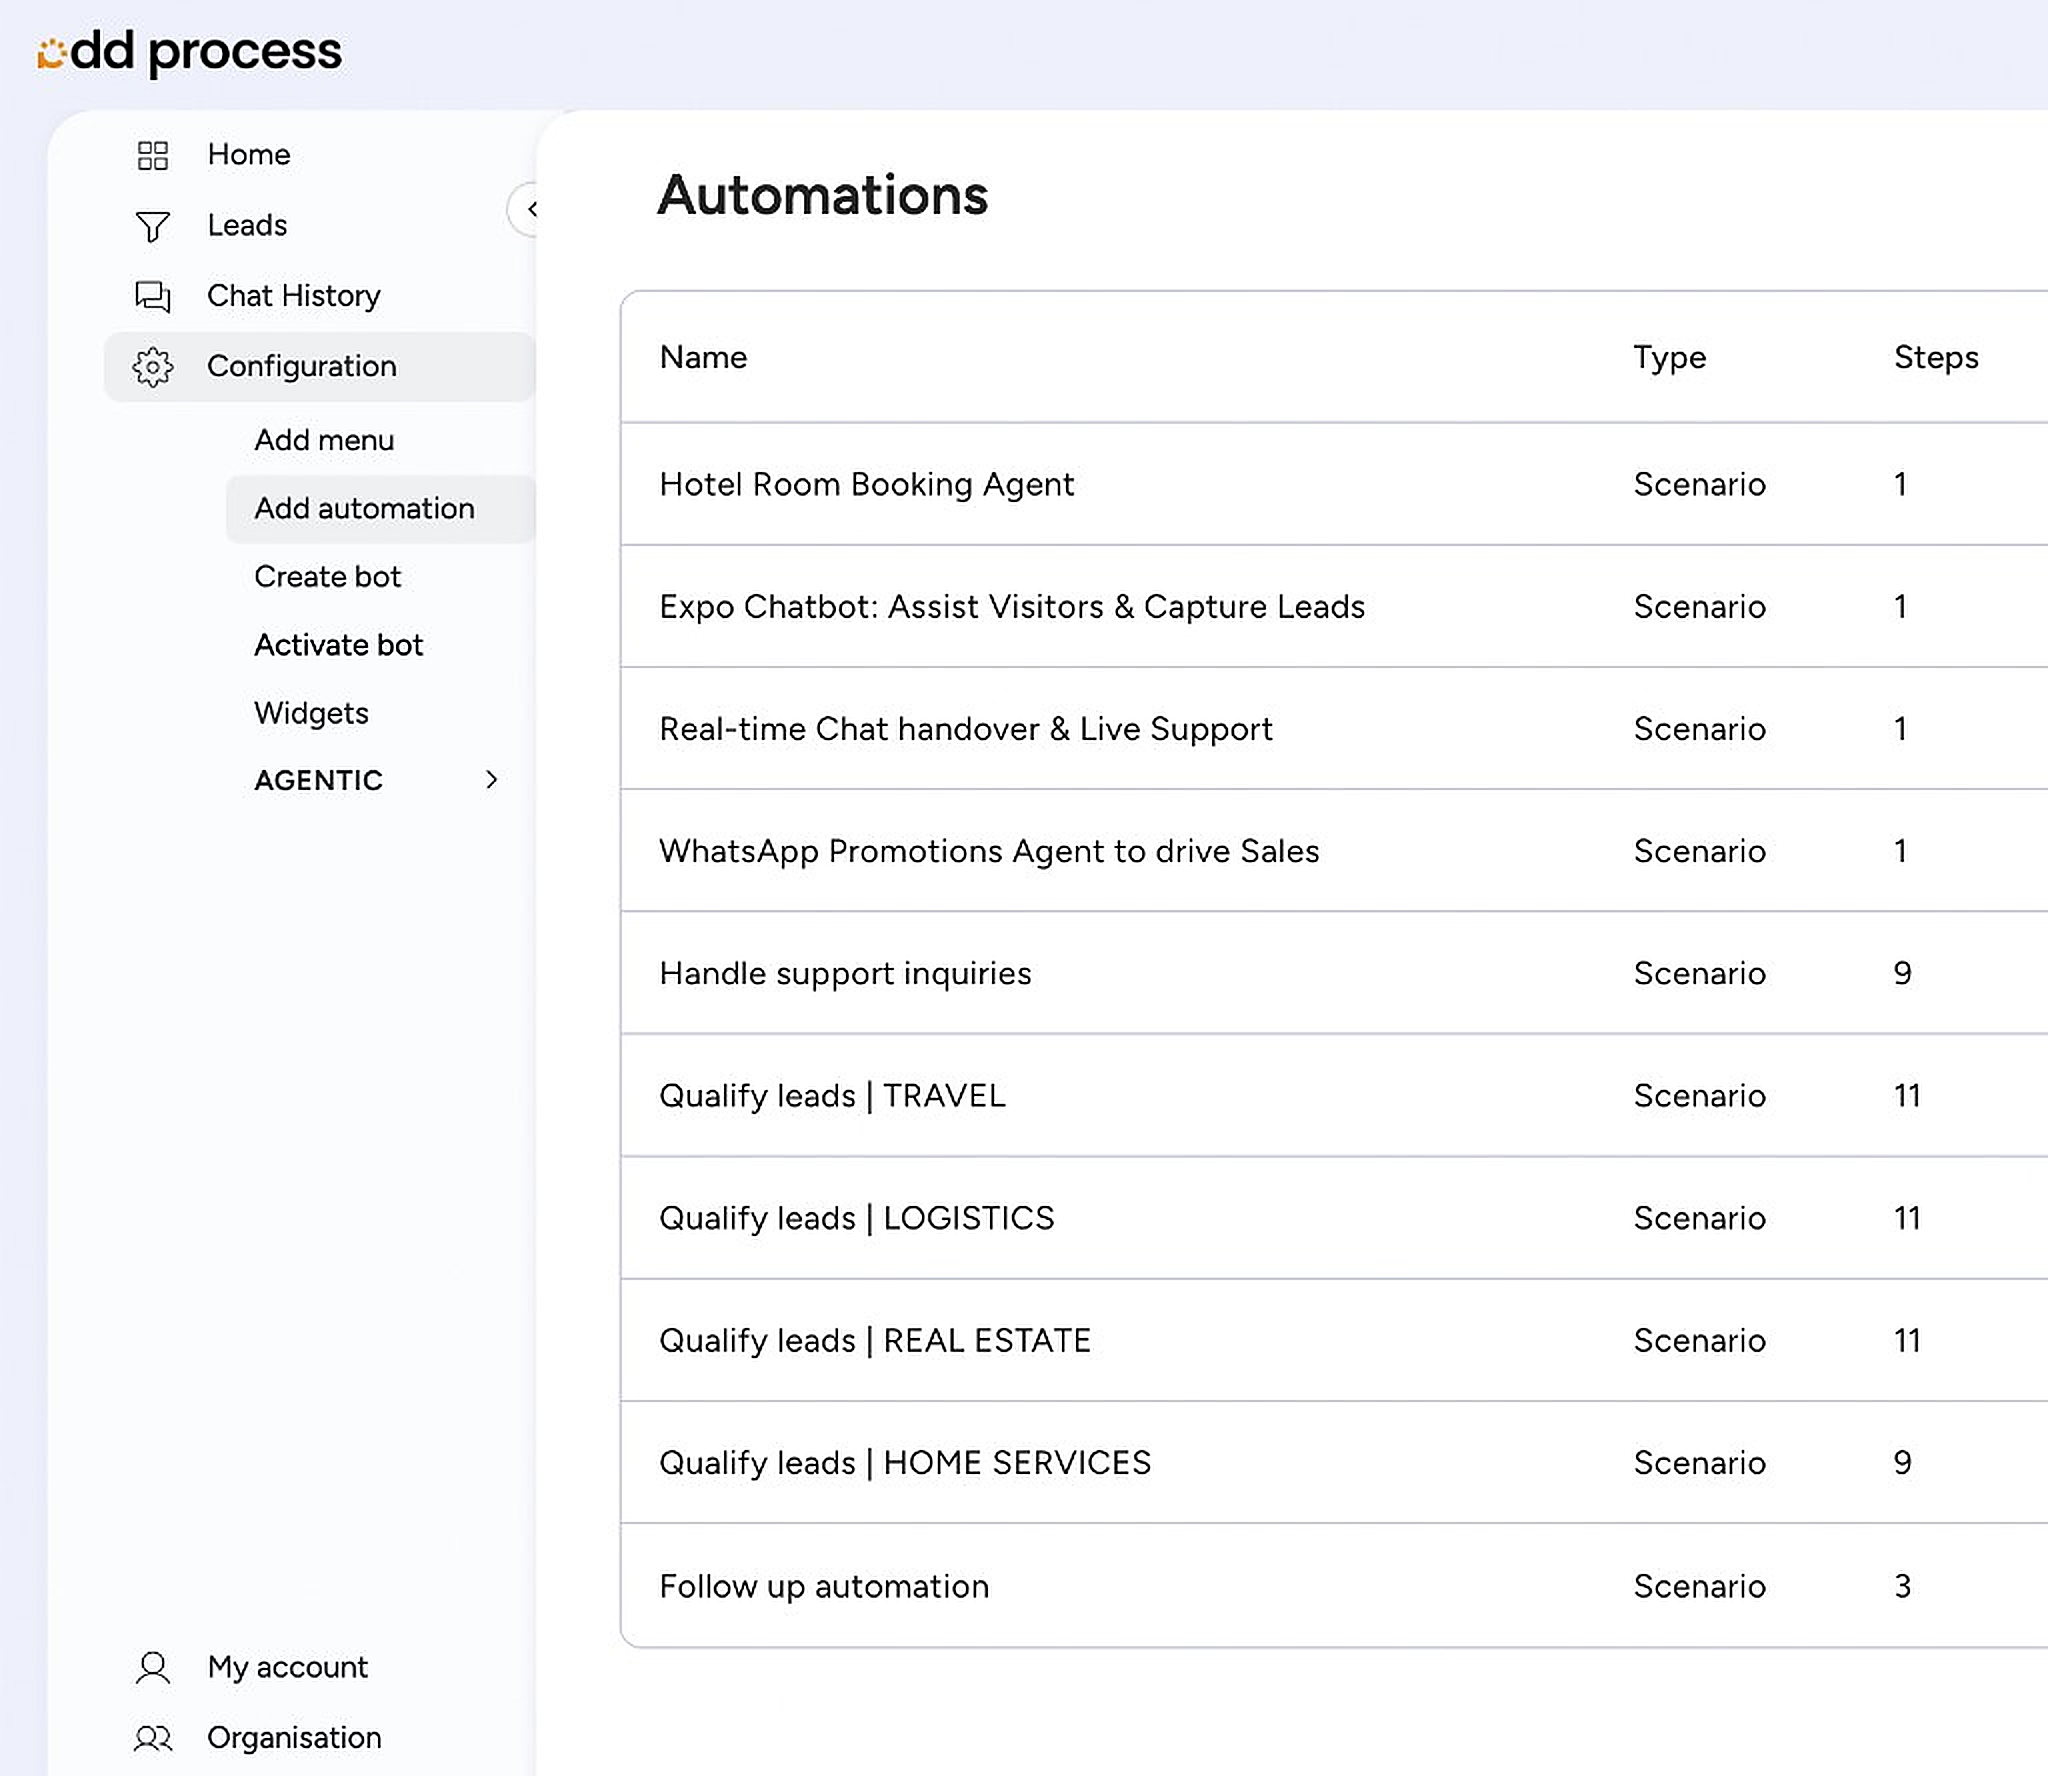 odd process
Home
Leads
Chat History
Configuration
Add menu
Add automation
Create bot
Activate bot
Widgets
AGENTIC
My account
Organisation
Automations
Name Type Steps
Hotel Room Booking Agent Scenario 1
Expo Chatbot: Assist Visitors & Capture Leads Scenario 1
Real-time Chat handover & Live Support Scenario 1
WhatsApp Promotions Agent to drive Sales Scenario 1
Handle support inquiries Scenario 9
Qualify leads | TRAVEL Scenario 11
Qualify leads | LOGISTICS Scenario 11
Qualify leads | REAL ESTATE Scenario 11
Qualify leads | HOME SERVICES Scenario 9
Follow up automation Scenario 3